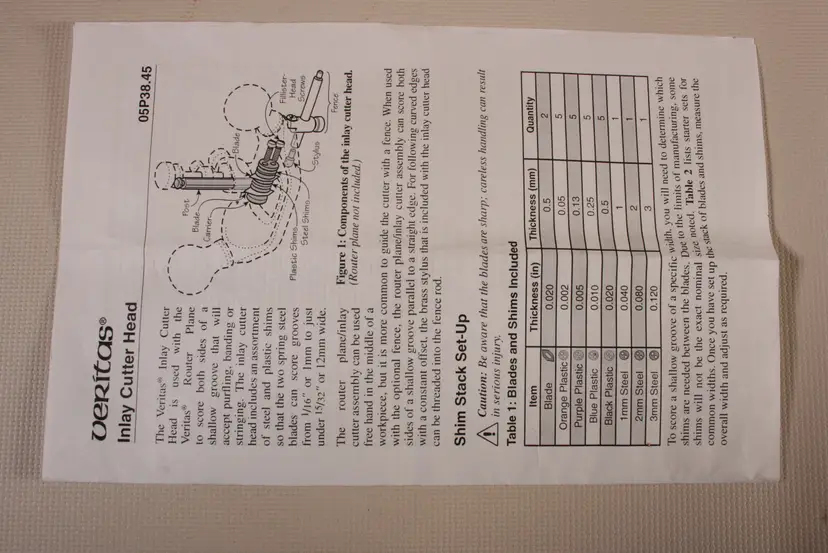 veritas®
Inlay Cutter Head
05P38.45
The Veritas® Inlay Cutter
Head is used with the
Veritas® Router Plane
to score both sides of a
shallow groove that will
accept purfling, banding or
stringing. The inlay cutter
head includes an assortment
of steel and plastic shims
so that the two spring steel
blades can score grooves
from 1/16" or 1mm to just
under 15/32" or 12mm wide.
Post
Blade
Carrier
Blade
Fillister-
Head
Screws
Fence
Stylus
Plastic Shims
Steel Shims
Figure 1: Components of the inlay cutter head.
(Router plane not included.)
The router plane/inlay
cutter assembly can be used
free hand in the middle of a
workpiece, but it is more common to guide the cutter with a fence. When used
with the optional fence, the router plane/inlay cutter assembly can score both
sides of a shallow groove parallel to a straight edge. For following curved edges
with a constant offset, the brass stylus that is included with the inlay cutter head
can be threaded into the fence rod.
Shim Stack Set-Up
Caution: Be aware that the blades are sharp; careless handling can result
in serious injury.
Table 1: Blades and Shims Included
Item Thickness (in) Thickness (mm) Quantity
Blade 0.020 0.5 2
Orange Plastic 0.002 0.05 5
Purple Plastic 0.005 0.13 5
Blue Plastic 0.010 0.25 5
Black Plastic 0.020 0.5 5
1mm Steel 0.040 1 1
2mm Steel 0.080 2 1
3mm Steel 0.120 3 1
To score a shallow groove of a specific width, you will need to determine which
shims are needed between the blades. Due to the limits of manufacturing, some
shims will not be the exact nominal size noted. Table 2 lists starter sets for
common widths. Once you have set up the stack of blades and shims, measure the
overall width and adjust as required.